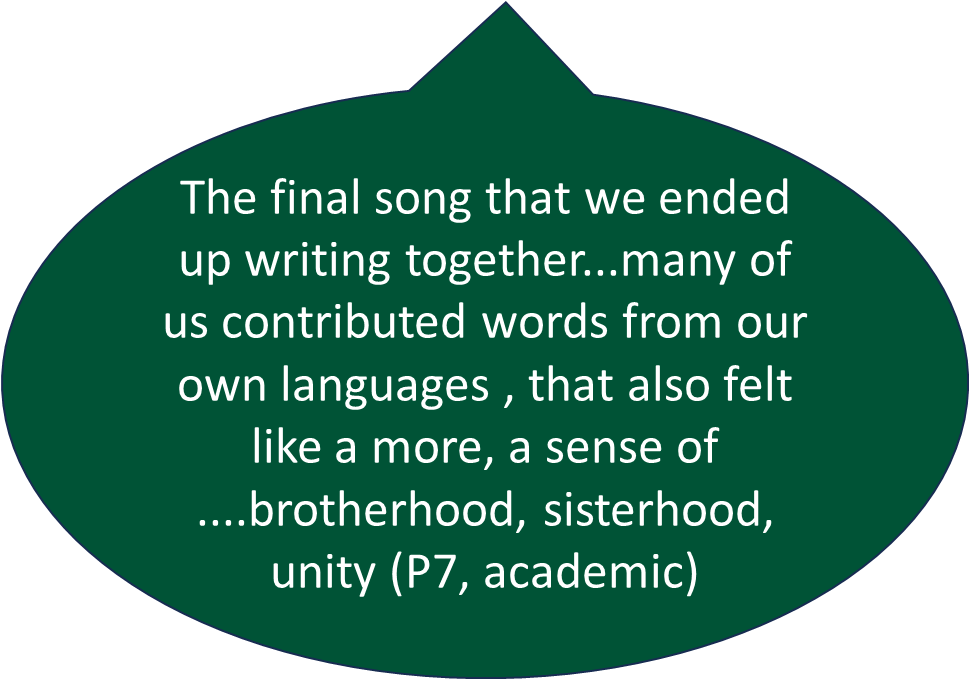 The final song that we ended
up writing together...many of
us contributed words from our
own languages , that also felt
like a more, a sense of
....brotherhood, sisterhood,
unity (P7, academic)